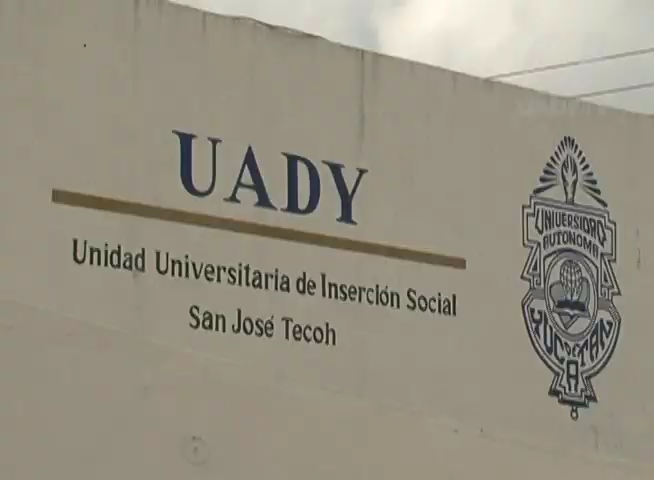 UADY
Unidad Universitaria de Inserción Social
San José Tecoh
UNIVERSIDAD
AUTONOMA
YUCATAN